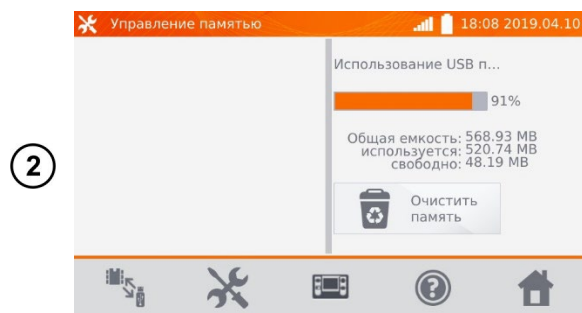 Управление памятью
18:08 2019.04.10
Использование USB п...
91%
Общая емкость: 568.93 MB
используется: 520.74 MB
свободно: 48.19 MB
2
Очистить
память
?